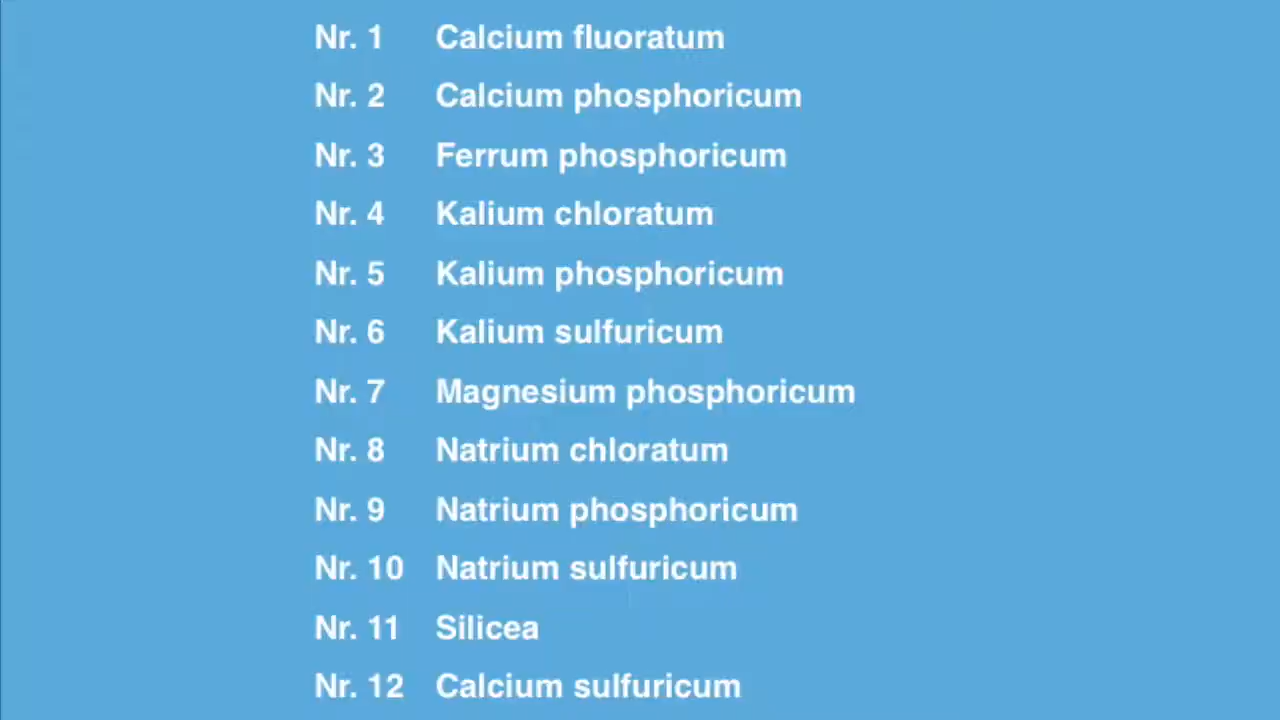 Nr. 1 Calcium fluoratum
Nr. 2 Calcium phosphoricum
Nr. 3 Ferrum phosphoricum
Nr. 4 Kalium chloratum
Nr. 5 Kalium phosphoricum
Nr. 6 Kalium sulfuricum
Nr. 7 Magnesium phosphoricum
Nr. 8 Natrium chloratum
Nr. 9 Natrium phosphoricum
Nr. 10 Natrium sulfuricum
Nr. 11 Silicea
Nr. 12 Calcium sulfuricum